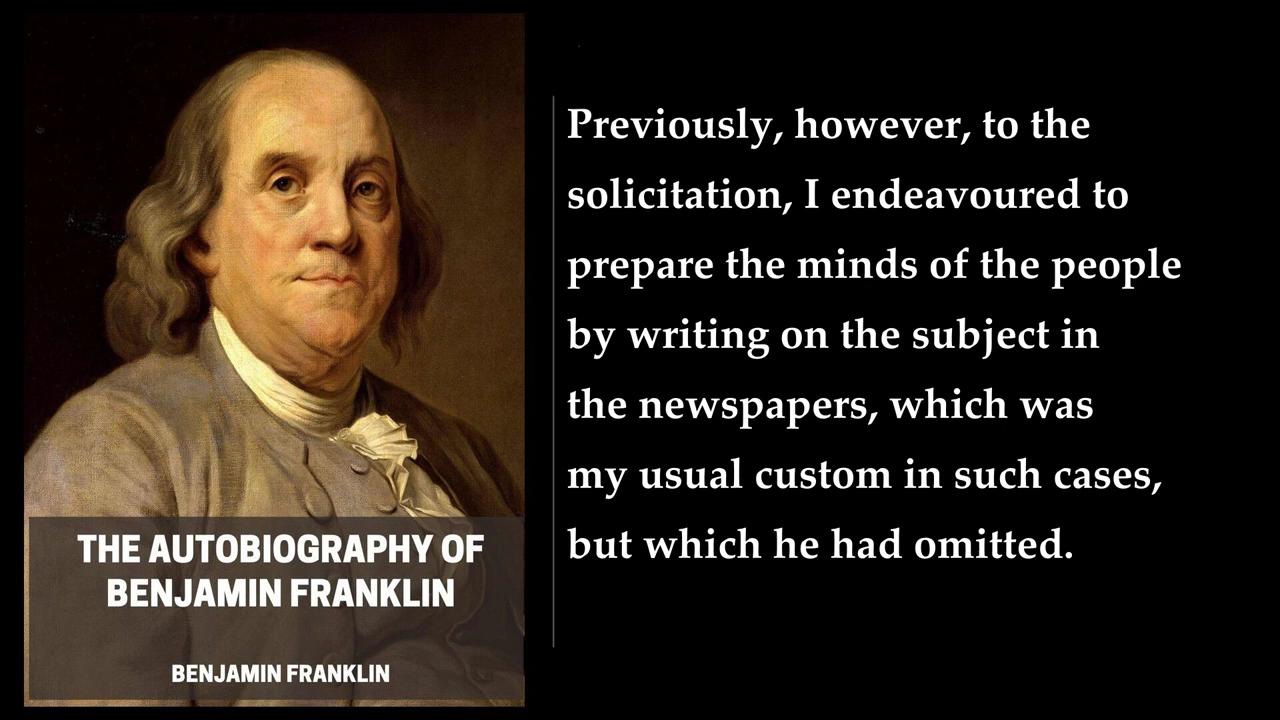 THE AUTOBIOGRAPHY OF
BENJAMIN FRANKLIN
BENJAMIN FRANKLIN
Previously, however, to the
solicitation, I endeavoured to
prepare the minds of the people
by writing on the subject in
the newspapers, which was
my usual custom in such cases,
but which he had omitted.